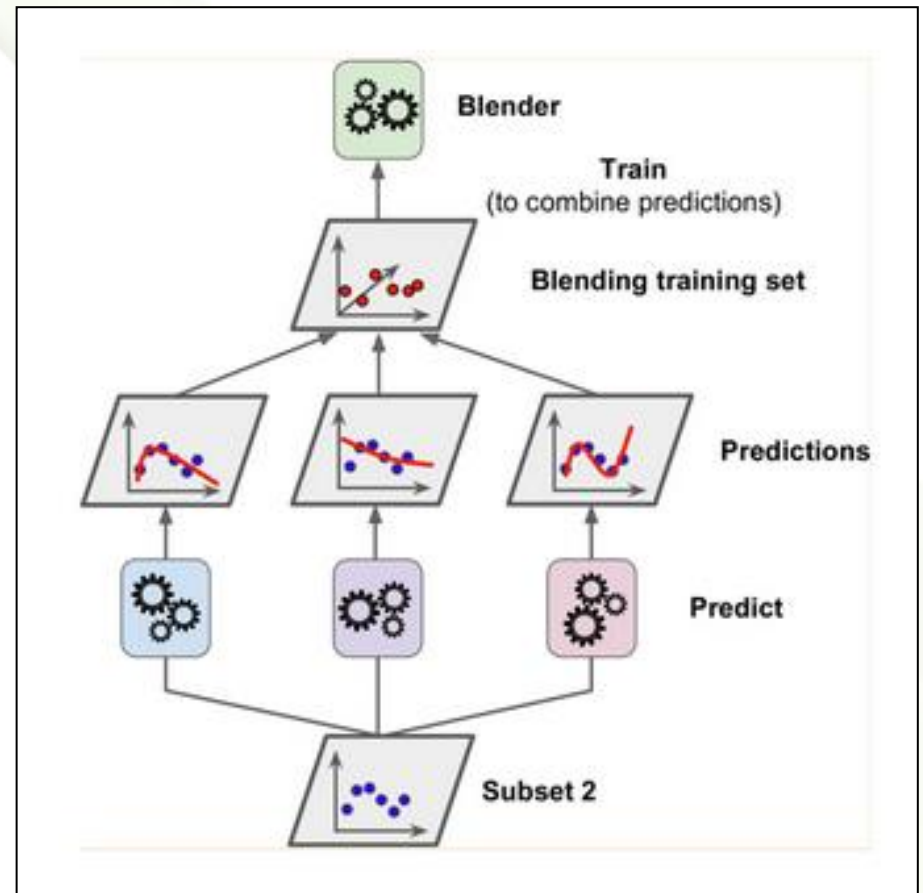 Blender
Train
(to combine predictions)
Blending training set
Predictions
Predict
Subset 2